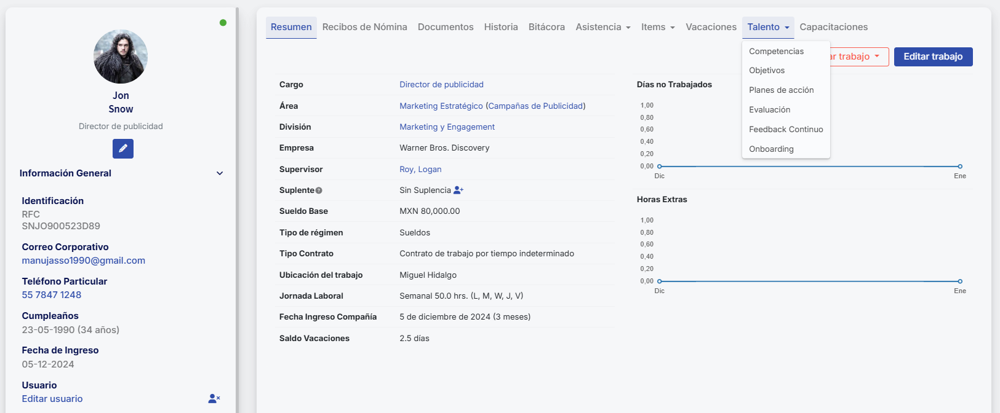 Jon
Snow
Director de publicidad
Información General
Identificación
RFC
SNJO900523D89
Correo Corporativo
manujasso1990@gmail.com
Teléfono Particular
55 7847 1248
Cumpleaños
23-05-1990 (34 años)
Fecha de Ingreso
05-12-2024
Usuario
Editar usuario
Resumen Recibos de Nómina Documentos Historia Bitácora Asistencia Items Vacaciones Talento Capacitaciones
Competencias
Objetivos
Planes de acción
Evaluación
Feedback Continuo
Onboarding
ar trabajo Editar trabajo
Cargo Director de publicidad
Área Marketing Estratégico (Campañas de Publicidad)
División Marketing y Engagement
Empresa Warner Bros. Discovery
Supervisor Roy, Logan
Suplente Sin Suplencia
Sueldo Base MXN 80,000.00
Tipo de régimen Sueldos
Tipo Contrato Contrato de trabajo por tiempo indeterminado
Ubicación del trabajo Miguel Hidalgo
Jornada Laboral Semanal 50.0 hrs. (L, M, W, J, V)
Fecha Ingreso Compañía 5 de diciembre de 2024 (3 meses)
Saldo Vacaciones 2.5 días
Días no Trabajados
1,00
0,80
0,60
0,40
0,20
0,00
Dic Ene
Horas Extras
1,00
0,80
0,60
0,40
0,20
0,00
Dic Ene